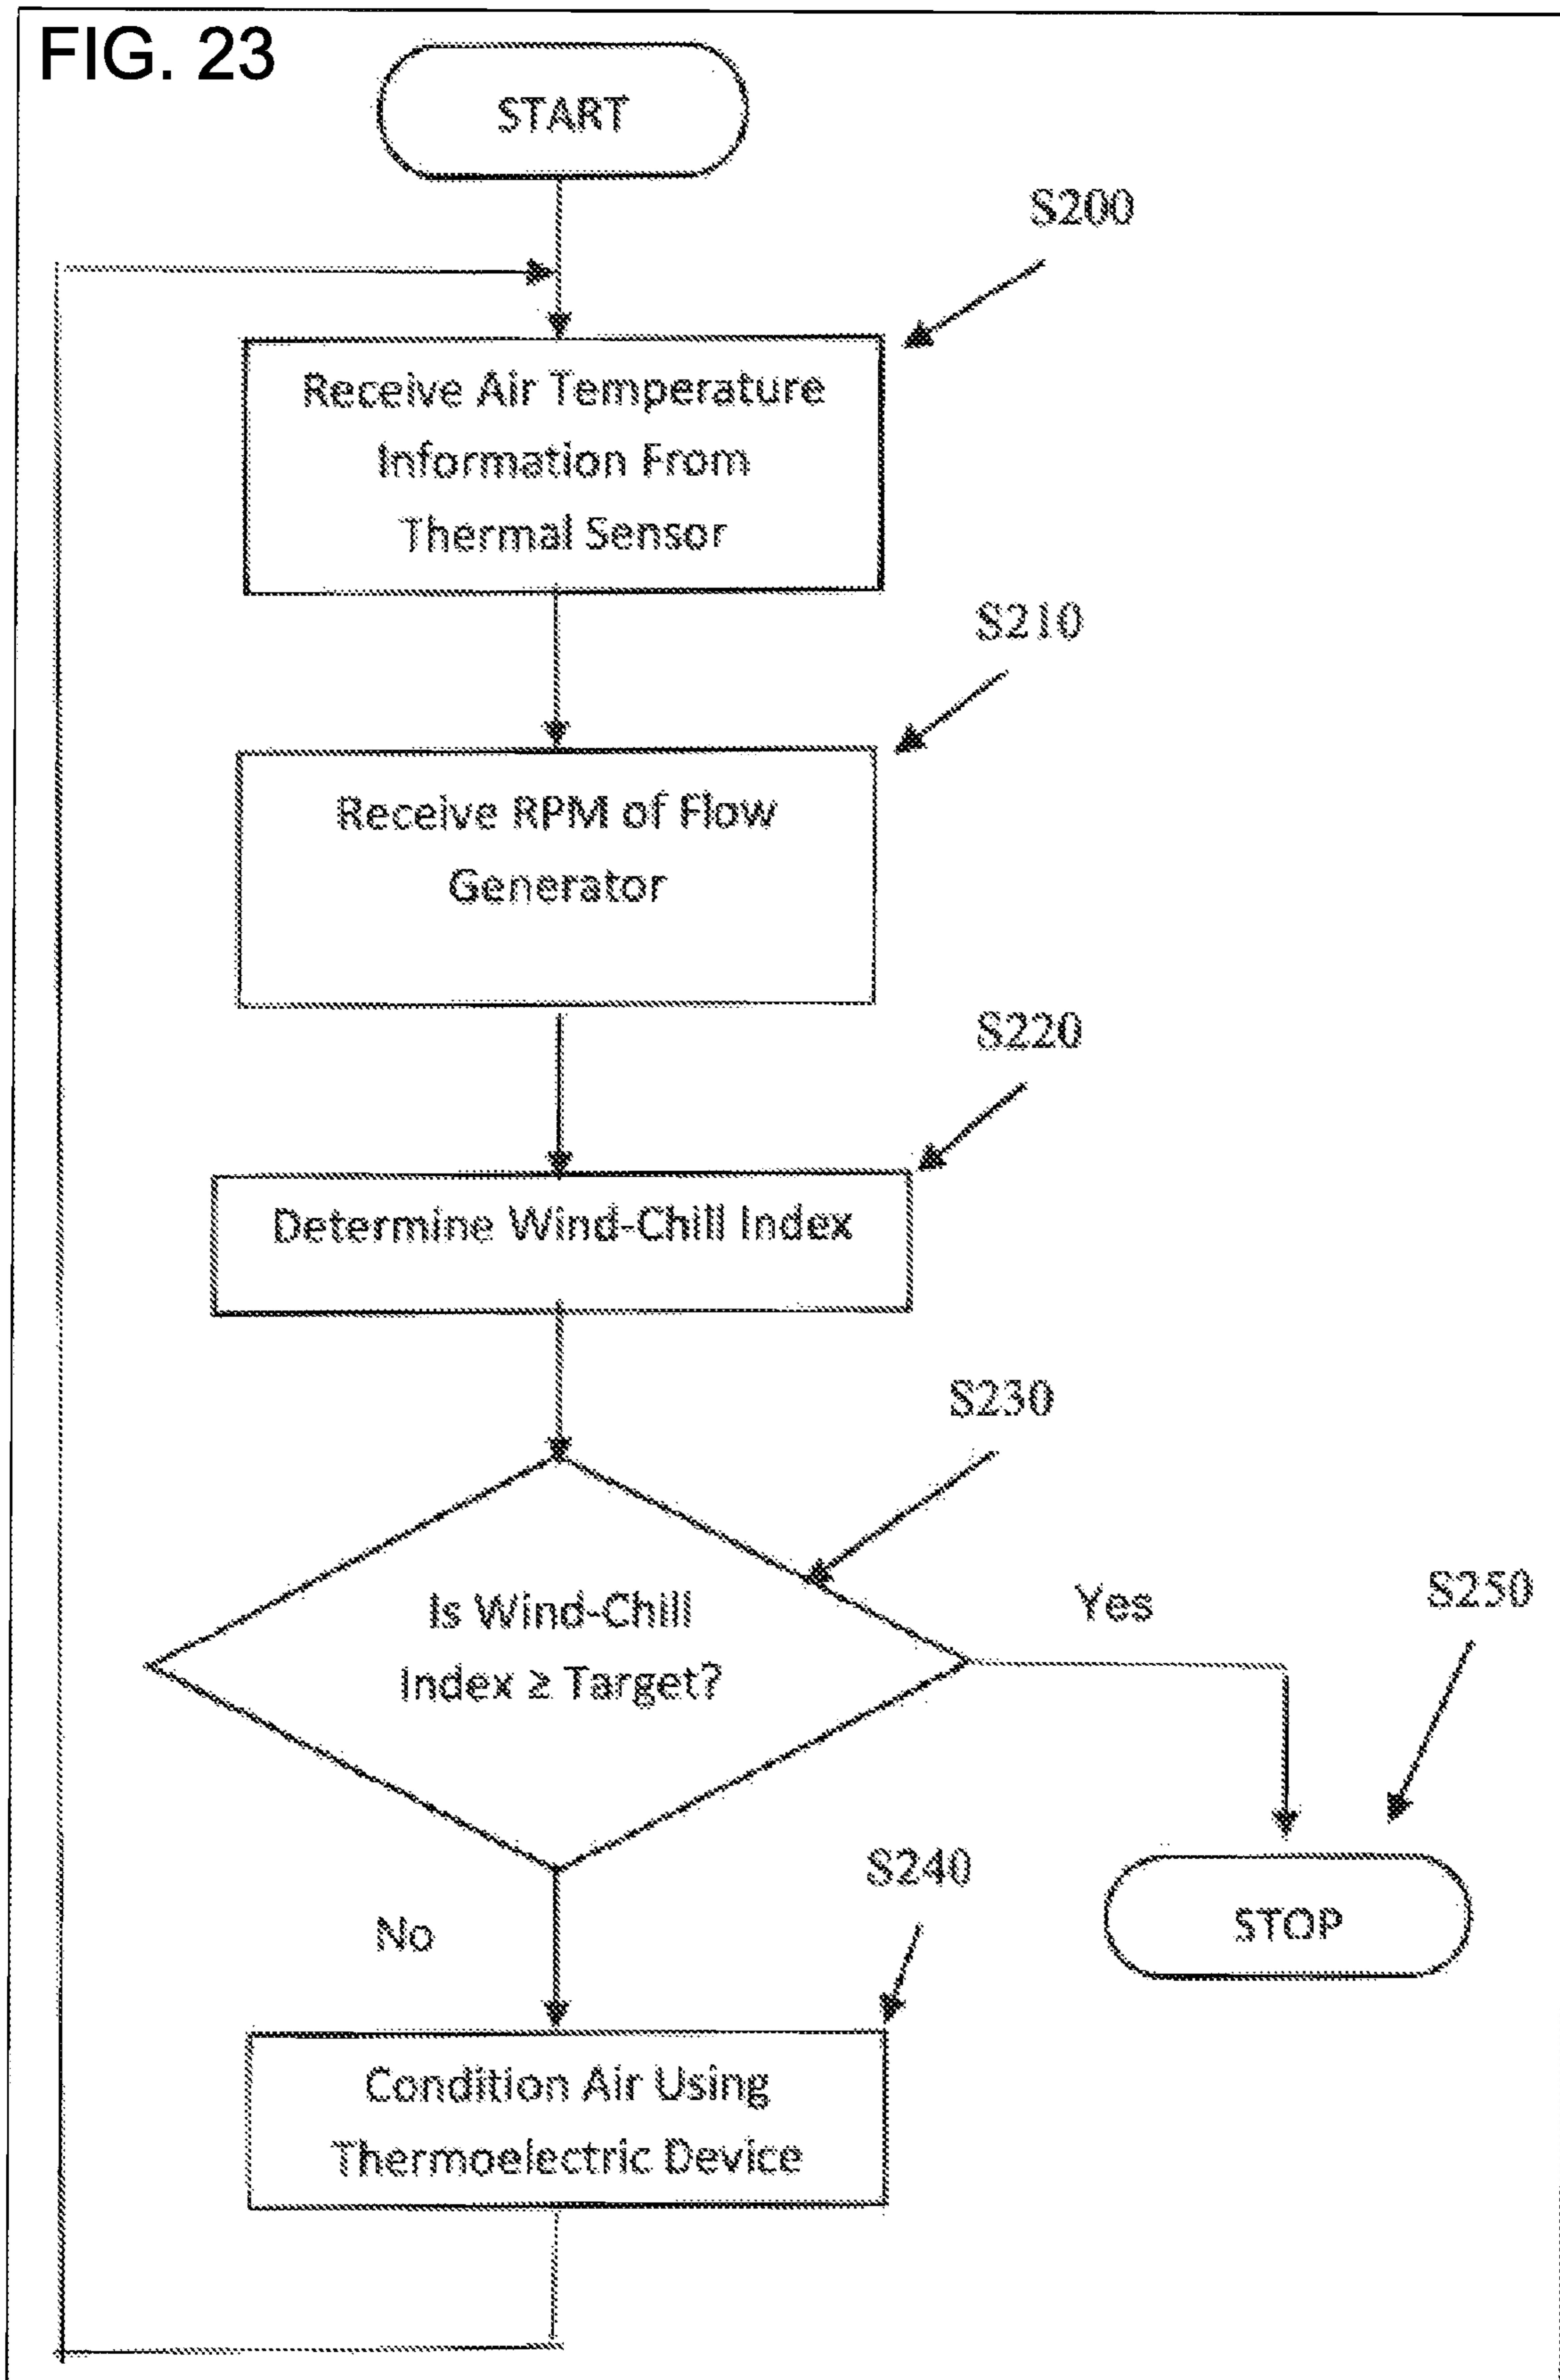 FIG. 23
START
S200
Receive Air Temperature
Information From
Thermal Sensor
S210
Receive RPM of Flow
Generator
S220
Determine Wind-Chill Index
S230
Is Wind-Chill
Index ≥ Target?
Yes
S250
STOP
No
S240
Condition Air Using
Thermoelectric Device